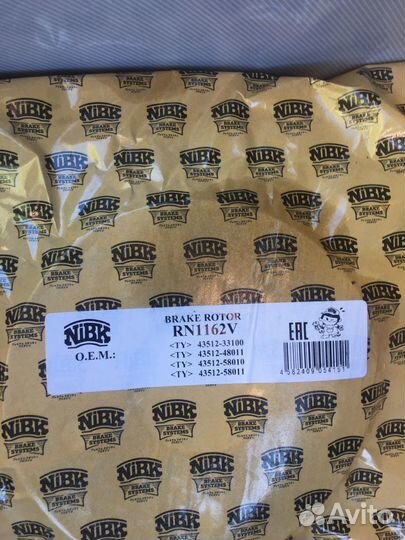 NiBK
BRAKE SYSTEMS
BRAKE ROTOR
RN1162V
NiBK
O.E.M.:
<TY> 43512-33100
<TY> 43512-48011
<TY> 43512-58010
<TY> 43512-58011
EAC
Avito